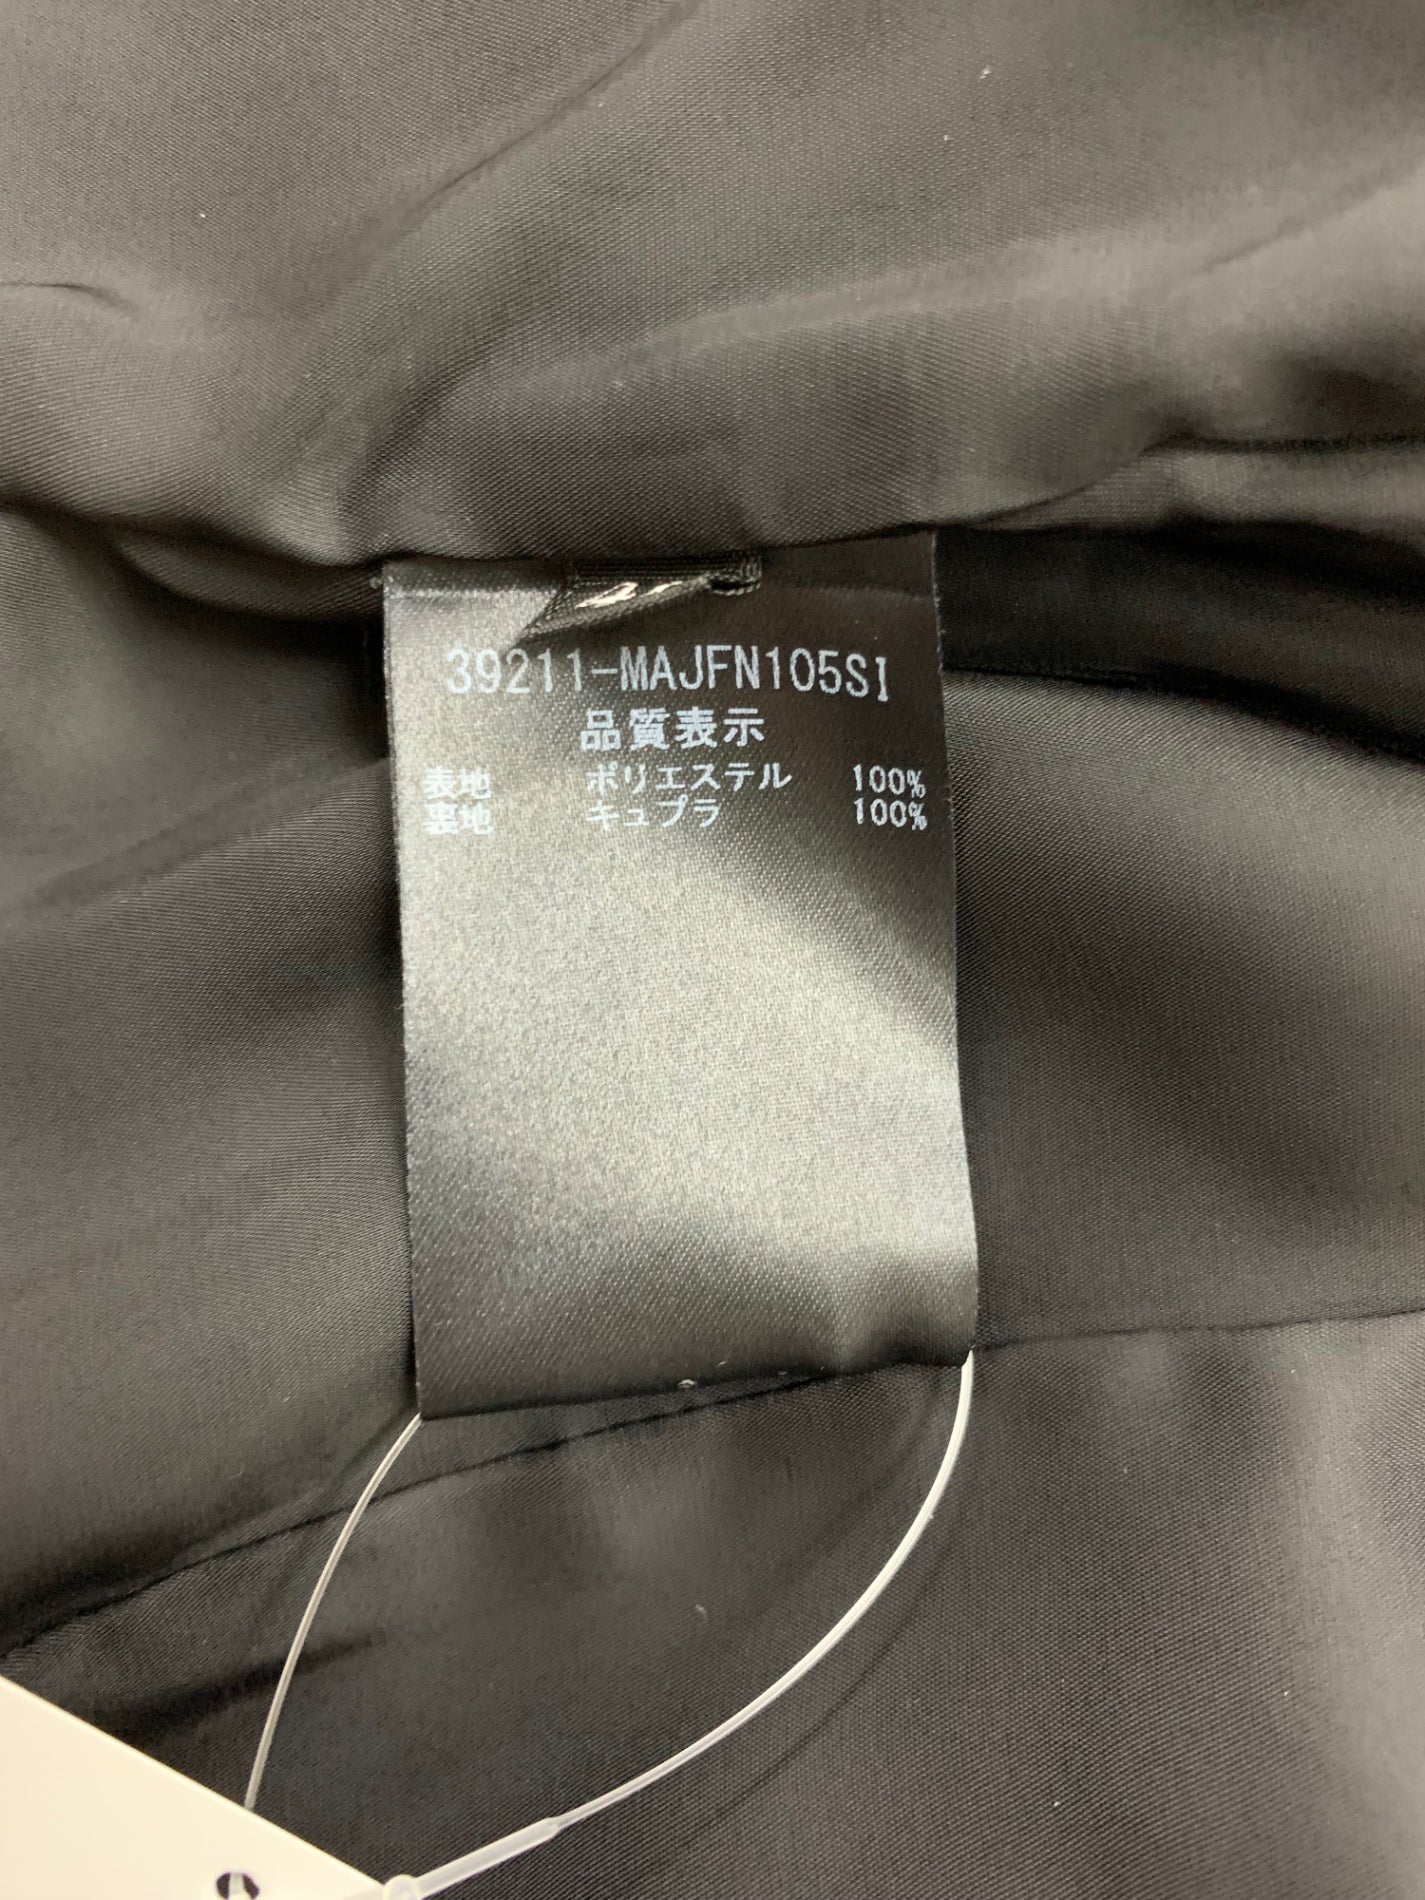 39211-MAJFN105SI
品質表示
表地 ポリエステル 100%
裏地 キュプラ 100%